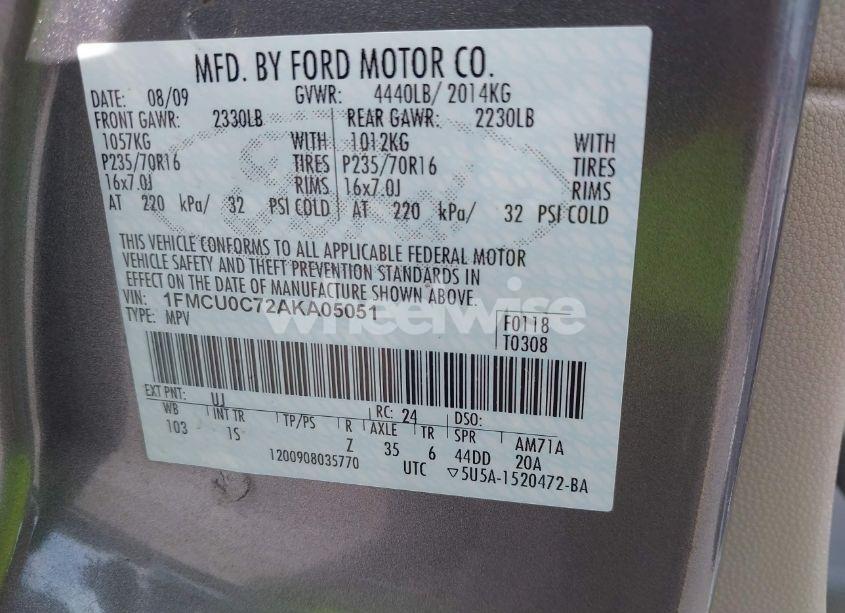 MFD. BY FORD MOTOR CO.
DATE: 08/09 GVWR: 4440LB/ 2014KG
FRONT GAWR: 2330LB REAR GAWR: 2230LB
1057KG WITH 1012KG WITH
P235/70R16 TIRES P235/70R16 TIRES
16x7.0J RIMS 16x7.0J RIMS
AT 220 kPa/ 32 PSI COLD AT 220 kPa/ 32 PSI COLD
THIS VEHICLE CONFORMS TO ALL APPLICABLE FEDERAL MOTOR
VEHICLE SAFETY AND THEFT PREVENTION STANDARDS IN
EFFECT ON THE DATE OF MANUFACTURE SHOWN ABOVE.
VIN: 1FMCU0C72AKA05051
TYPE: MPV
F0118
T0308
wheelwise
EXT PNT: UJ RC: 24 DSO:
WB INT TR TP/PS R AXLE TR SPR AM71A
103 1S Z 35 6 44DD 20A
1200908035770 UTC ▽5U5A-1520472-BA